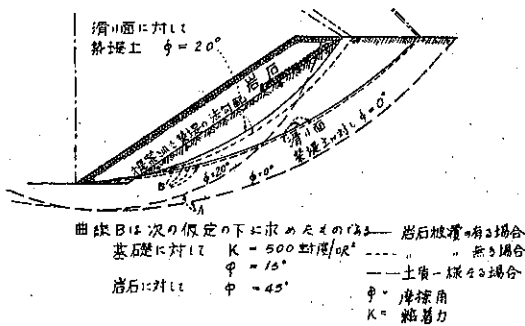 滑り面に対して
築堤土 φ=20°
岩石
滑り面
築堤土に対し φ=0°
B
φ=20°
φ=0°
A
曲線Bは次の仮定の下に求めたものである
基礎に対して K = 500 封度/呎²
φ = 15°
岩石に対して φ = 45°
岩石被覆の有る場合
〃 〃 無き場合
土質一様なる場合
φ= 摩擦角
K= 粘着力